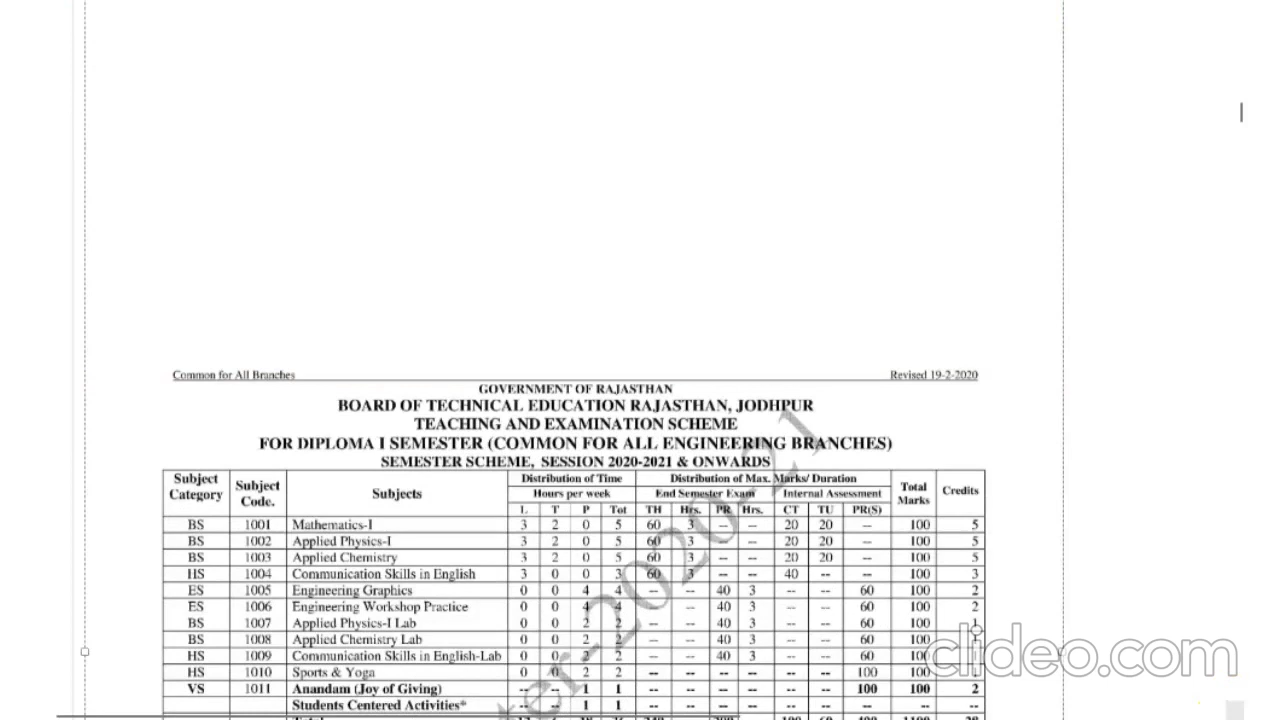 Common for All Branches Revised 19-2-2020
GOVERNMENT OF RAJASTHAN
BOARD OF TECHNICAL EDUCATION RAJASTHAN, JODHPUR
TEACHING AND EXAMINATION SCHEME
FOR DIPLOMA I SEMESTER (COMMON FOR ALL ENGINEERING BRANCHES)
SEMESTER SCHEME, SESSION 2020-2021 & ONWARDS
Subject Category Subject Code. Subjects Distribution of Time Distribution of Max. Marks/ Duration Total Marks Credits
Hours per week End Semester Exam Internal Assessment
L T P Tot TH Hrs. PR Hrs. CT TU PR(S)
BS 1001 Mathematics-I 3 2 0 5 60 3 -- -- 20 20 -- 100 5
BS 1002 Applied Physics-I 3 2 0 5 60 3 -- -- 20 20 -- 100 5
BS 1003 Applied Chemistry 3 2 0 5 60 3 -- -- 20 20 -- 100 5
HS 1004 Communication Skills in English 3 0 0 3 60 3 -- -- 40 -- -- 100 3
ES 1005 Engineering Graphics 0 0 4 4 -- -- 40 3 -- -- 60 100 2
ES 1006 Engineering Workshop Practice 0 0 4 4 -- -- 40 3 -- -- 60 100 2
BS 1007 Applied Physics-I Lab 0 0 2 2 -- -- 40 3 -- -- 60 100 1
BS 1008 Applied Chemistry Lab 0 0 2 2 -- -- 40 3 -- -- 60 100 1
HS 1009 Communication Skills in English-Lab 0 0 2 2 -- -- 40 3 -- -- 60 100
HS 1010 Sports & Yoga 0 0 2 2 -- -- -- -- -- -- 100 100
VS 1011 Anandam (Joy of Giving) -- -- 1 1 -- -- -- -- -- -- 100 100 2
Students Centered Activities* -- -- 1 1 -- -- -- -- -- -- -- -- --
2020-21
clideo.com